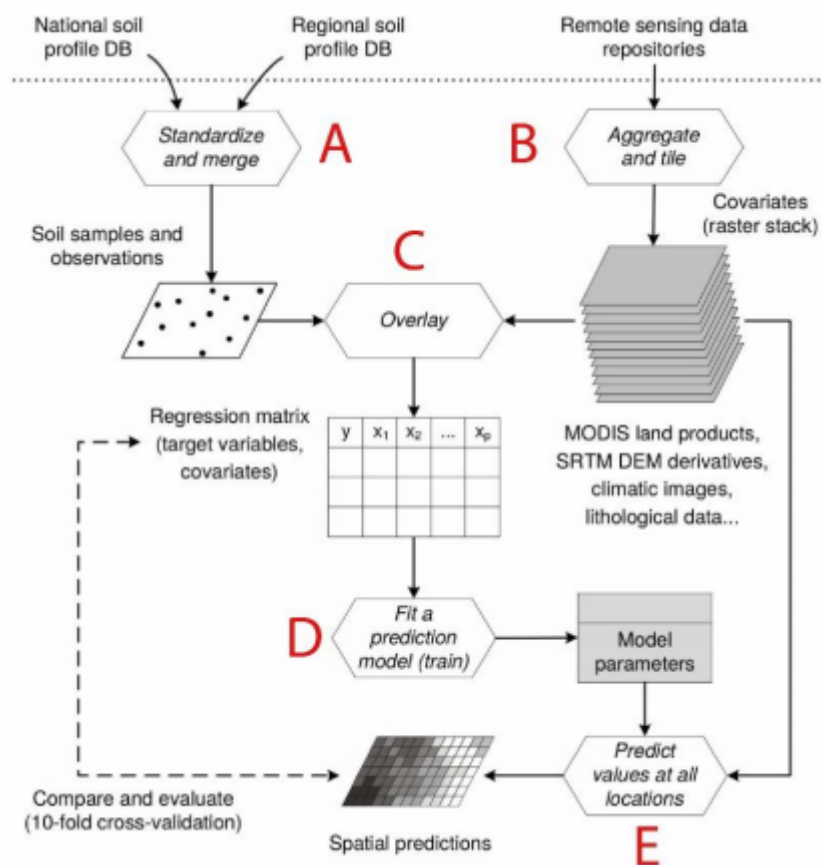 National soil
profile DB
Regional soil
profile DB
Remote sensing data
repositories
Standardize
and merge
A
B
Aggregate
and tile
Covariates
(raster stack)
Soil samples and
observations
C
Overlay
Regression matrix
(target variables,
covariates)
y x1 x2 ... xp
MODIS land products,
SRTM DEM derivatives,
climatic images,
lithological data...
D
Fit a
prediction
model (train)
Model
parameters
Predict
values at all
locations
E
Compare and evaluate
(10-fold cross-validation)
Spatial predictions